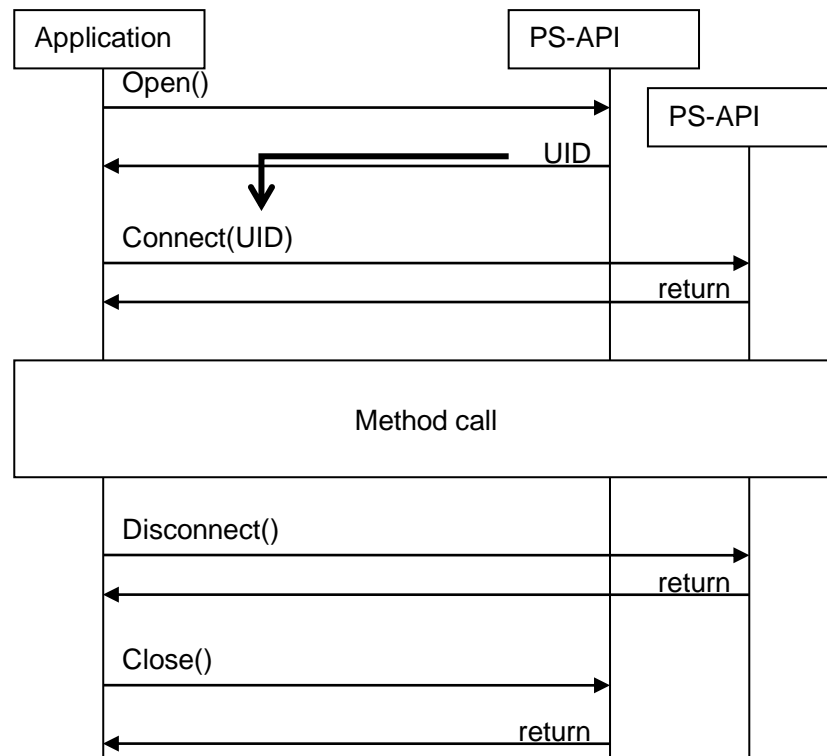 Application
PS-API
Open()
PS-API
UID
Connect(UID)
return
Method call
Disconnect()
return
Close()
return